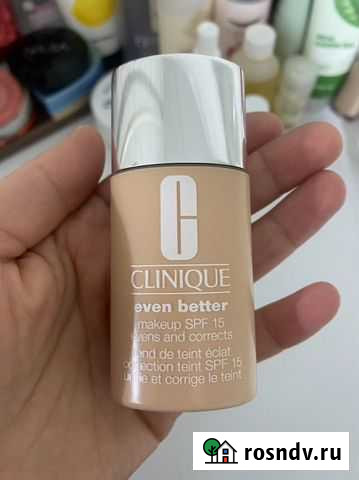 C
CLINIQUE
even better
makeup SPF 15
evens and corrects
fond de teint éclat
correction teint SPF 15
unifie et corrige le teint
rosndv.ru